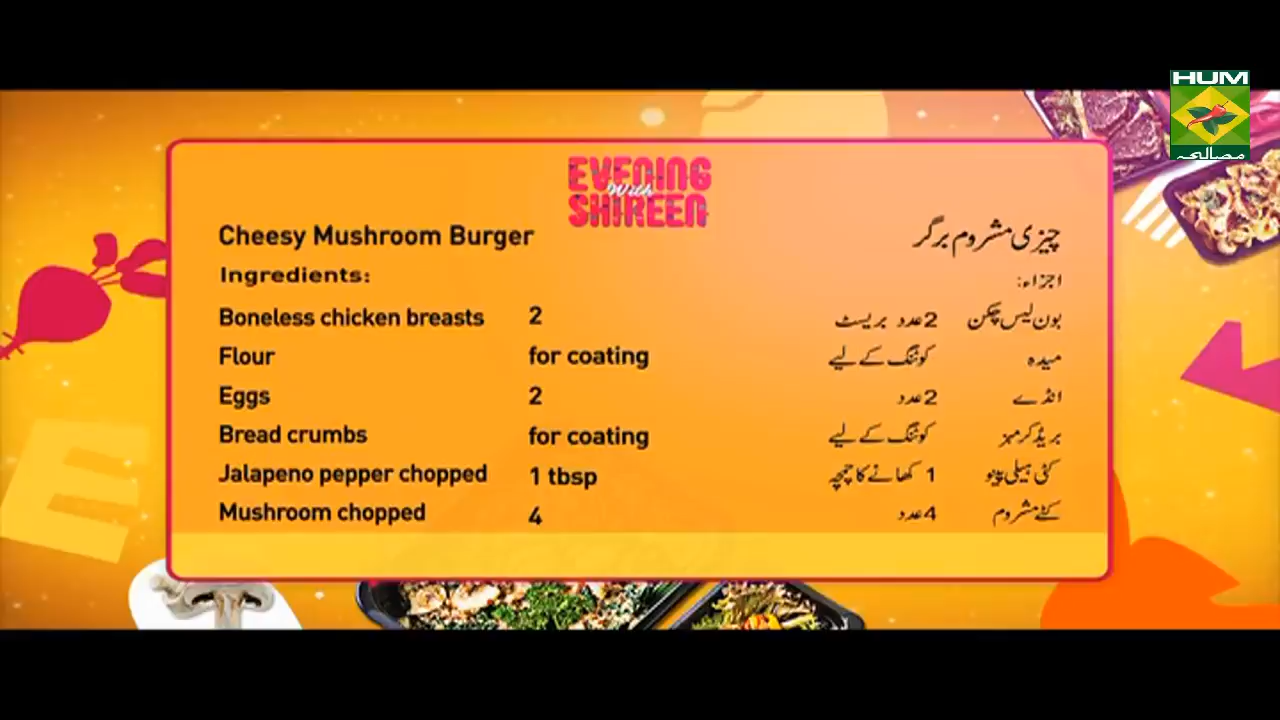 HUM
مصالحہ
EVENING
With
SHIREEN
Cheesy Mushroom Burger چیزی مشروم برگر
Ingredients: اجزاء:
Boneless chicken breasts 2 بون لیس چکن 2 عدد بریسٹ
Flour for coating میدہ کوٹنگ کے لیے
Eggs 2 انڈے 2 عدد
Bread crumbs for coating بریڈ کرمبز کوٹنگ کے لیے
Jalapeno pepper chopped 1 tbsp کٹی ہیلی پینو 1 کھانے کا چمچہ
Mushroom chopped 4 کٹے مشروم 4 عدد